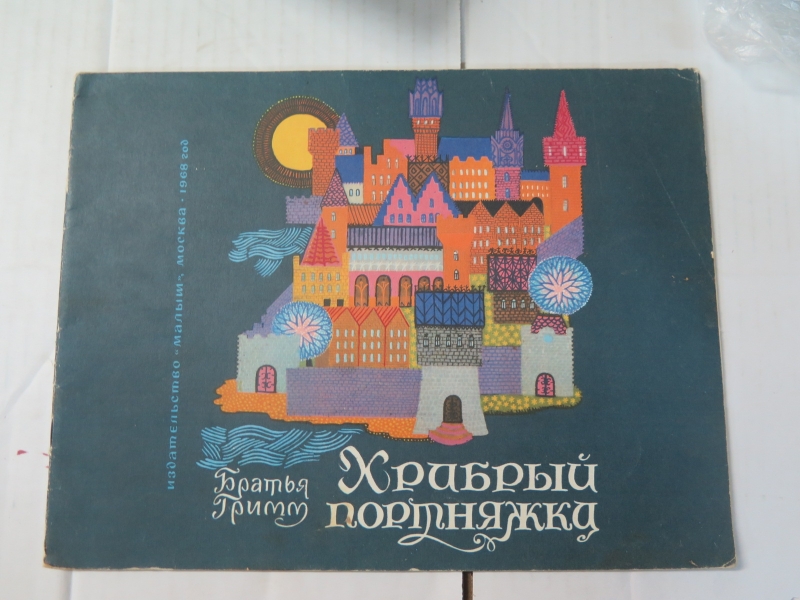 издательство «малыш», москва · 1968 год
Братья
Гримм
Храбрый
портняжка